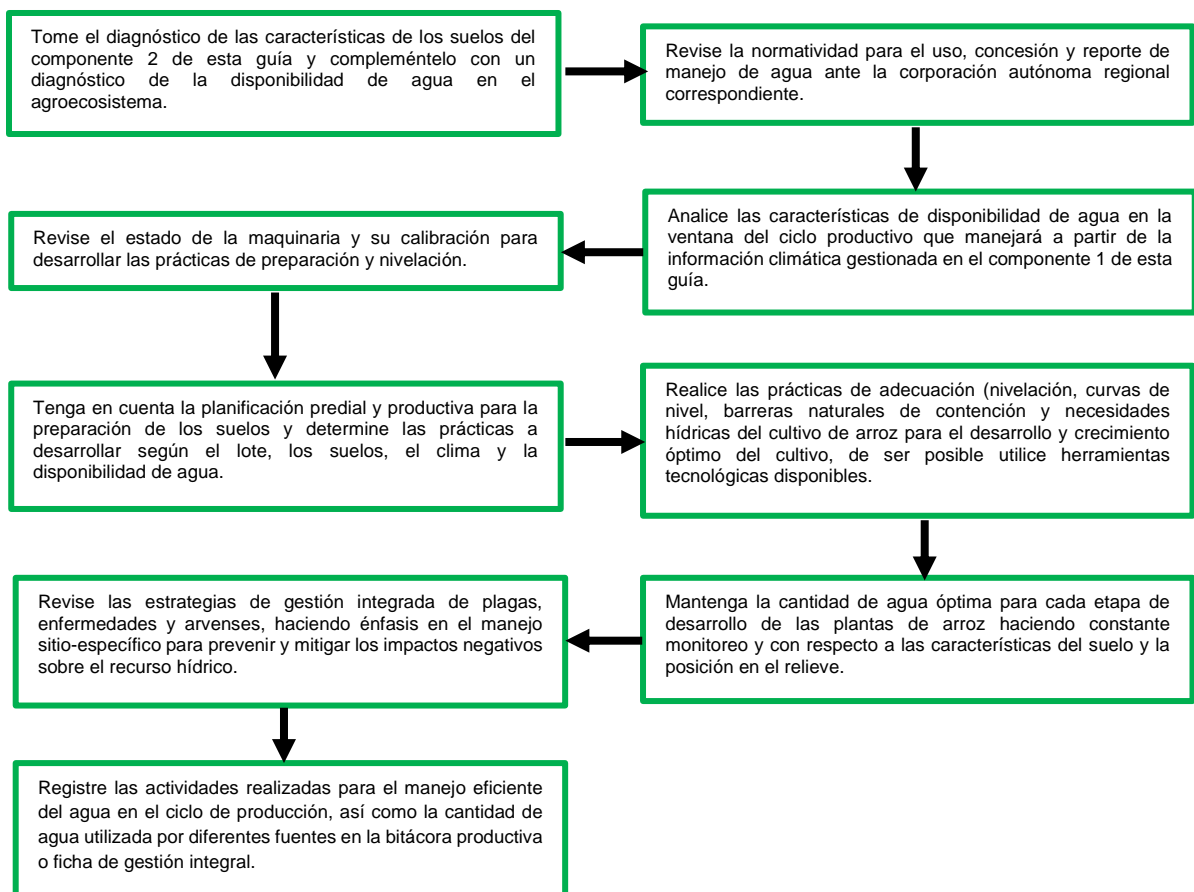 Tome el diagnóstico de las características de los suelos del
componente 2 de esta guía y compleméntelo con un
diagnóstico de la disponibilidad de agua en el
agroecosistema.
Revise la normatividad para el uso, concesión y reporte de
manejo de agua ante la corporación autónoma regional
correspondiente.
Analice las características de disponibilidad de agua en la
ventana del ciclo productivo que manejará a partir de la
información climática gestionada en el componente 1 de esta
guía.
Revise el estado de la maquinaria y su calibración para
desarrollar las prácticas de preparación y nivelación.
Tenga en cuenta la planificación predial y productiva para la
preparación de los suelos y determine las prácticas a
desarrollar según el lote, los suelos, el clima y la
disponibilidad de agua.
Realice las prácticas de adecuación (nivelación, curvas de
nivel, barreras naturales de contención y necesidades
hídricas del cultivo de arroz para el desarrollo y crecimiento
óptimo del cultivo, de ser posible utilice herramientas
tecnológicas disponibles.
Mantenga la cantidad de agua óptima para cada etapa de
desarrollo de las plantas de arroz haciendo constante
monitoreo y con respecto a las características del suelo y la
posición en el relieve.
Revise las estrategias de gestión integrada de plagas,
enfermedades y arvenses, haciendo énfasis en el manejo
sitio-específico para prevenir y mitigar los impactos negativos
sobre el recurso hídrico.
Registre las actividades realizadas para el manejo eficiente
del agua en el ciclo de producción, así como la cantidad de
agua utilizada por diferentes fuentes en la bitácora productiva
o ficha de gestión integral.